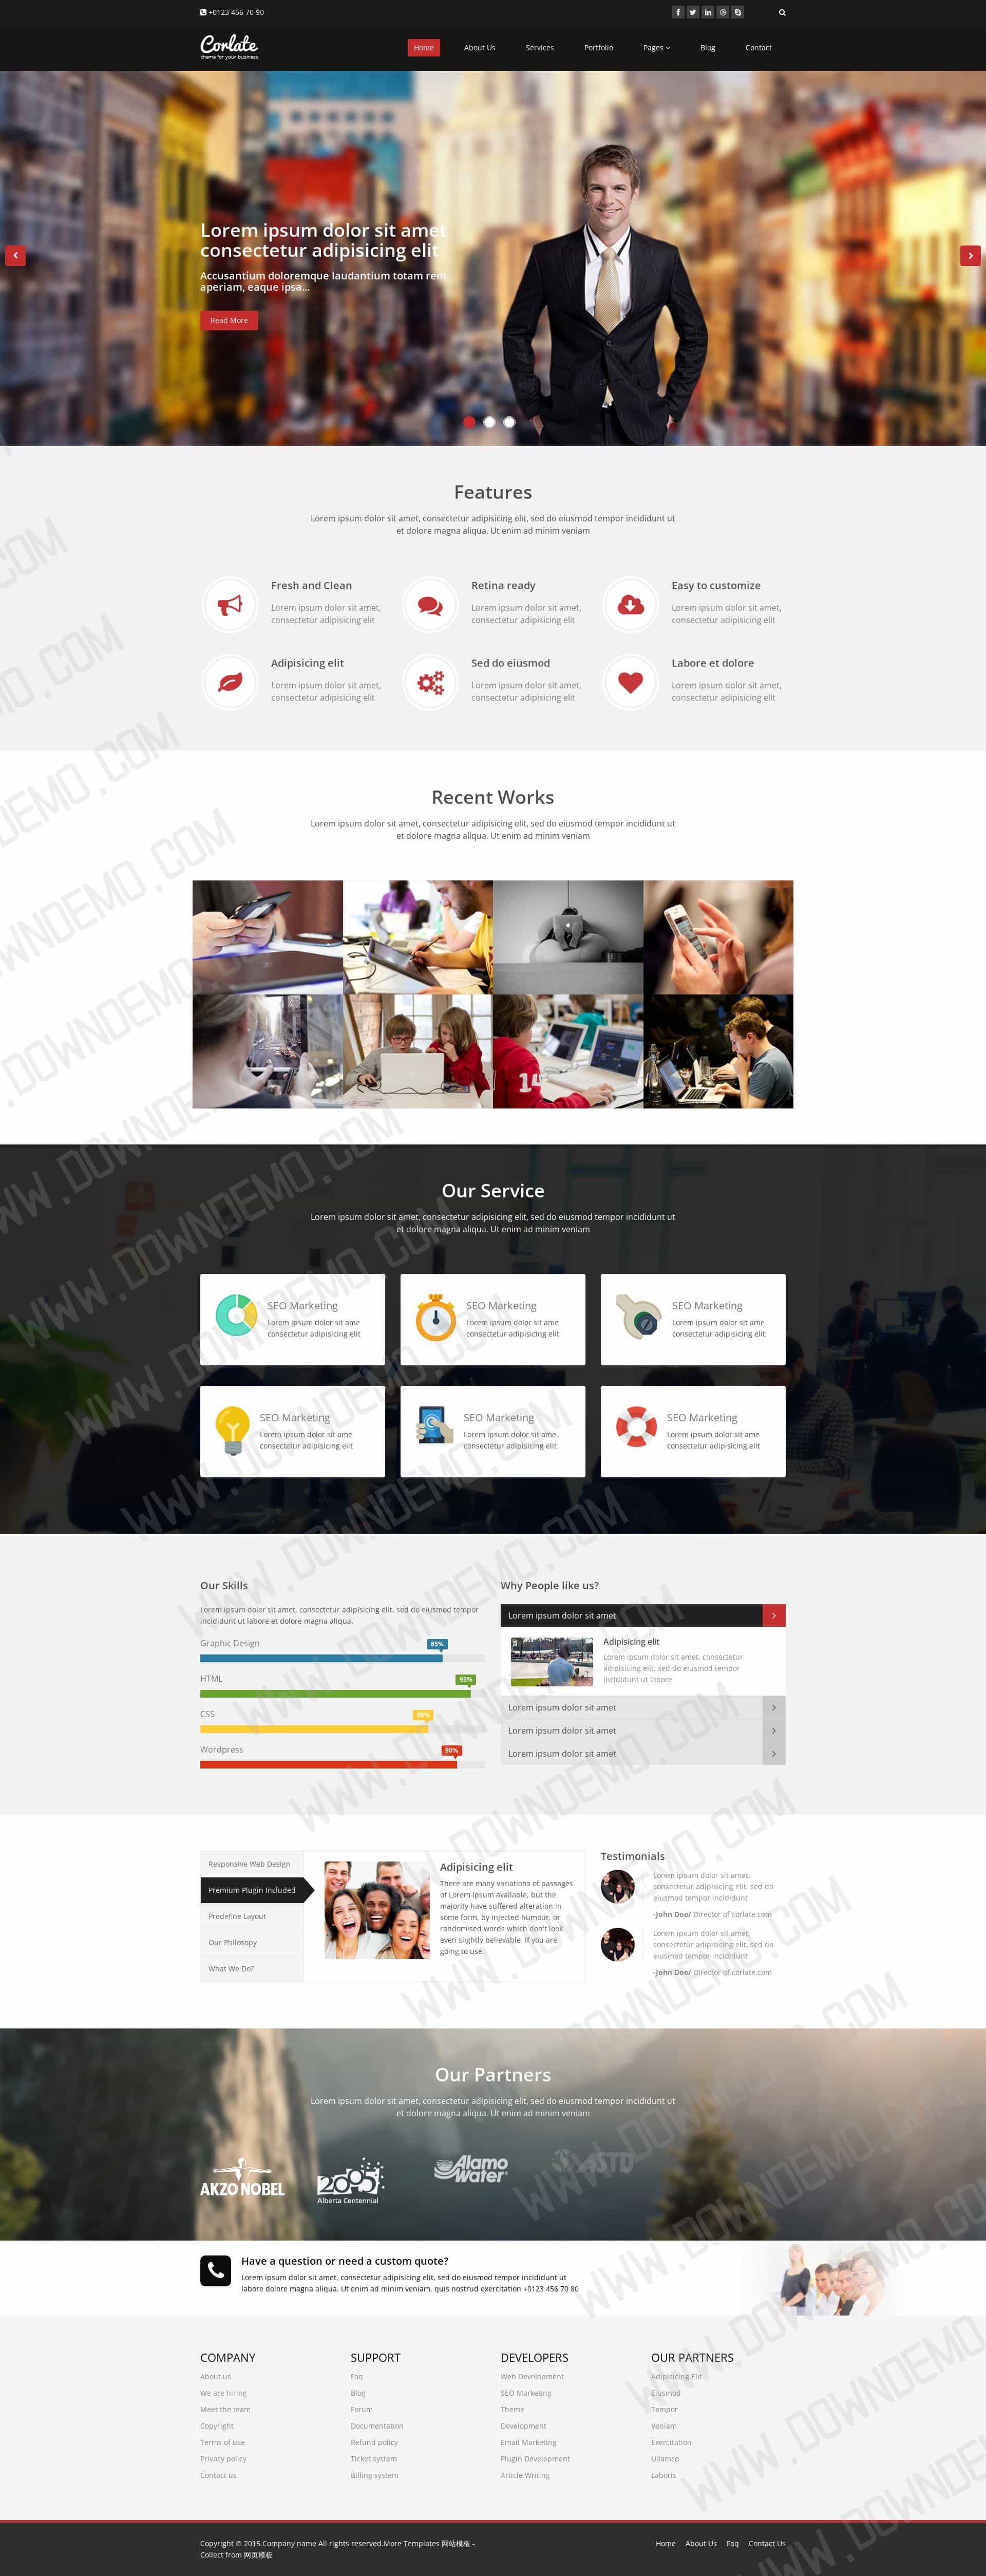 +0123 456 70 90
Corlate
theme for your business
Home About Us Services Portfolio Pages Blog Contact
Lorem ipsum dolor sit amet
consectetur adipisicing elit
Accusantium doloremque laudantium totam rem
aperiam, eaque ipsa...
Read More
Features
Lorem ipsum dolor sit amet, consectetur adipisicing elit, sed do eiusmod tempor incididunt ut
et dolore magna aliqua. Ut enim ad minim veniam
Fresh and Clean
Lorem ipsum dolor sit amet,
consectetur adipisicing elit
Retina ready
Lorem ipsum dolor sit amet,
consectetur adipisicing elit
Easy to customize
Lorem ipsum dolor sit amet,
consectetur adipisicing elit
Adipisicing elit
Lorem ipsum dolor sit amet,
consectetur adipisicing elit
Sed do eiusmod
Lorem ipsum dolor sit amet,
consectetur adipisicing elit
Labore et dolore
Lorem ipsum dolor sit amet,
consectetur adipisicing elit
Recent Works
Lorem ipsum dolor sit amet, consectetur adipisicing elit, sed do eiusmod tempor incididunt ut
et dolore magna aliqua. Ut enim ad minim veniam
14
Our Service
Lorem ipsum dolor sit amet, consectetur adipisicing elit, sed do eiusmod tempor incididunt ut
et dolore magna aliqua. Ut enim ad minim veniam
SEO Marketing
Lorem ipsum dolor sit ame
consectetur adipisicing elit
SEO Marketing
Lorem ipsum dolor sit ame
consectetur adipisicing elit
SEO Marketing
Lorem ipsum dolor sit ame
consectetur adipisicing elit
SEO Marketing
Lorem ipsum dolor sit ame
consectetur adipisicing elit
SEO Marketing
Lorem ipsum dolor sit ame
consectetur adipisicing elit
SEO Marketing
Lorem ipsum dolor sit ame
consectetur adipisicing elit
Our Skills
Lorem ipsum dolor sit amet, consectetur adipisicing elit, sed do eiusmod tempor
incididunt ut labore et dolore magna aliqua.
Graphic Design 85%
HTML 95%
CSS 80%
Wordpress 90%
Why People like us?
Lorem ipsum dolor sit amet
Adipisicing elit
Lorem ipsum dolor sit amet, consectetur
adipisicing elit, sed do eiusmod tempor
incididunt ut labore
Lorem ipsum dolor sit amet
Lorem ipsum dolor sit amet
Lorem ipsum dolor sit amet
Responsive Web Design
Premium Plugin Included
Predefine Layout
Our Philosopy
What We Do?
Adipisicing elit
There are many variations of passages
of Lorem Ipsum available, but the
majority have suffered alteration in
some form, by injected humour, or
randomised words which don't look
even slightly believable. If you are
going to use.
Testimonials
Lorem ipsum dolor sit amet,
consectetur adipisicing elit, sed do
eiusmod tempor incididunt
-John Doe/ Director of corlate.com
Lorem ipsum dolor sit amet,
consectetur adipisicing elit, sed do
eiusmod tempor incididunt
-John Doe/ Director of corlate.com
Our Partners
Lorem ipsum dolor sit amet, consectetur adipisicing elit, sed do eiusmod tempor incididunt ut
et dolore magna aliqua. Ut enim ad minim veniam
AKZO NOBEL
2005
Alberta Centennial
Alamo
Water
ASTD
Have a question or need a custom quote?
Lorem ipsum dolor sit amet, consectetur adipisicing elit, sed do eiusmod tempor incididunt ut
labore dolore magna aliqua. Ut enim ad minim veniam, quis nostrud exercitation +0123 456 70 80
COMPANY
About us
We are hiring
Meet the team
Copyright
Terms of use
Privacy policy
Contact us
SUPPORT
Faq
Blog
Forum
Documentation
Refund policy
Ticket system
Billing system
DEVELOPERS
Web Development
SEO Marketing
Theme
Development
Email Marketing
Plugin Development
Article Writing
OUR PARTNERS
Adipisicing Elit
Eiusmod
Tempor
Veniam
Exercitation
Ullamco
Laboris
Copyright © 2015.Company name All rights reserved.More Templates 网站模板 -
Collect from 网页模板
Home About Us Faq Contact Us
WWW.DOWNDEMO.COM